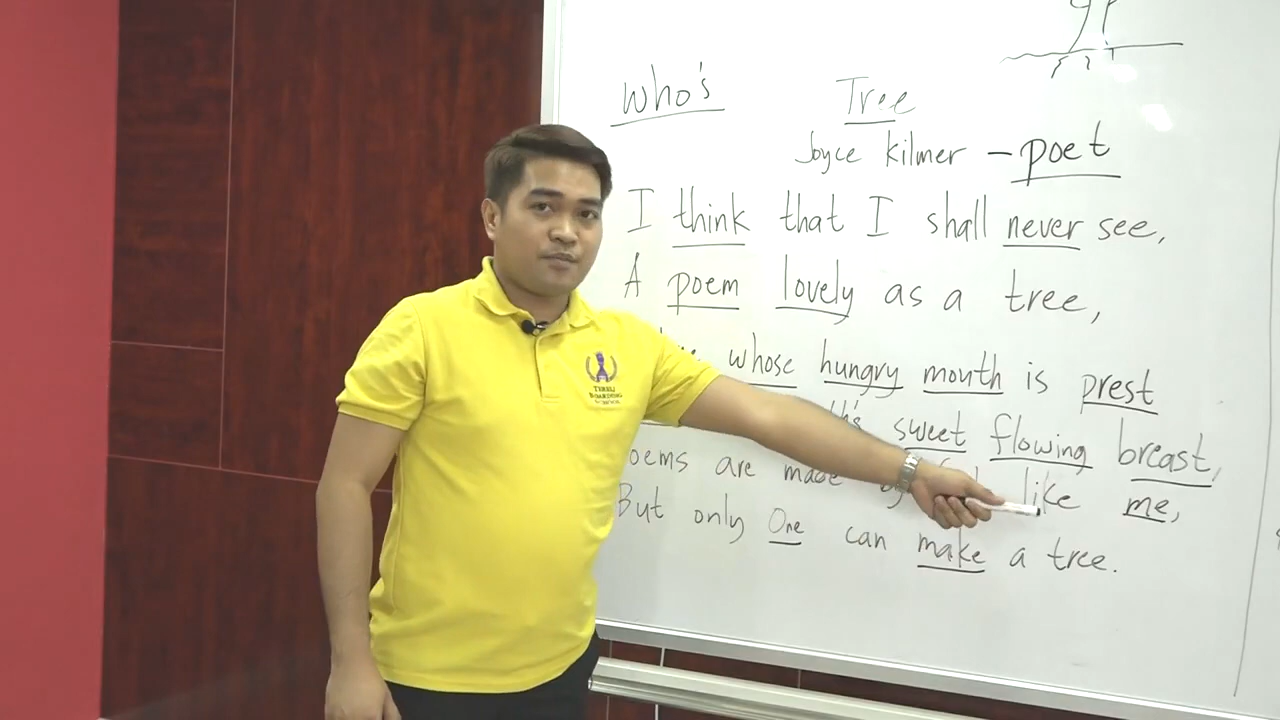 Who's
Tree
Joyce Kilmer - poet
I think that I shall never see,
A poem lovely as a tree,
whose hungry mouth is prest
sweet flowing breast,
are made like me,
But only One can make a tree.